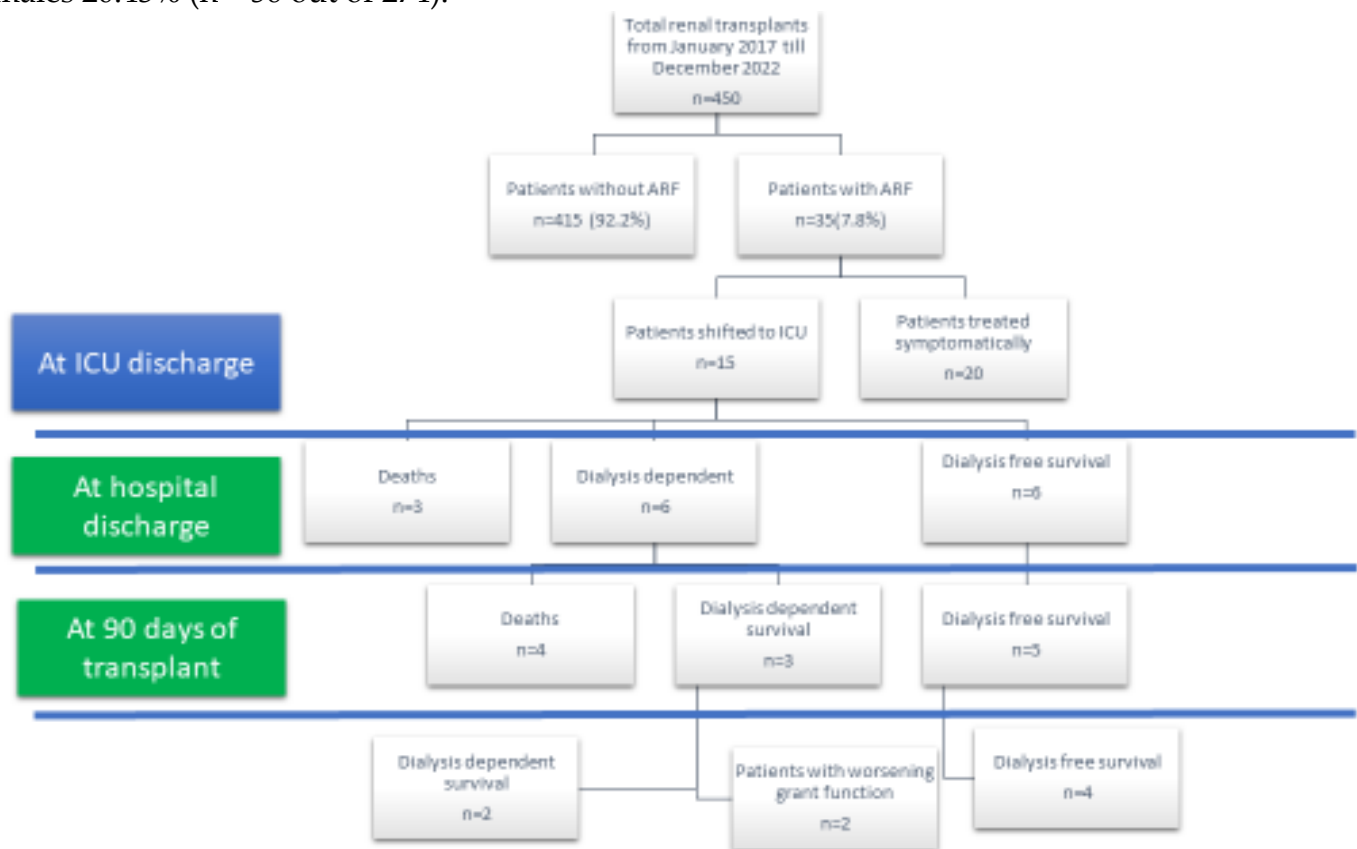 Total renal transplants
from January 2017 till
December 2022
n=450
Patients without ARF
n=415 (92.2%)
Patients with ARF
n=35(7.8%)
At ICU discharge
Patients shifted to ICU
n=15
Patients treated
symptomatically
n=20
At hospital
discharge
Deaths
n=3
Dialysis dependent
n=6
Dialysis free survival
n=6
At 90 days of
transplant
Deaths
n=4
Dialysis dependent
survival
n=3
Dialysis free survival
n=5
Dialysis dependent
survival
n=2
Patients with worsening
grant function
n=2
Dialysis free survival
n=4